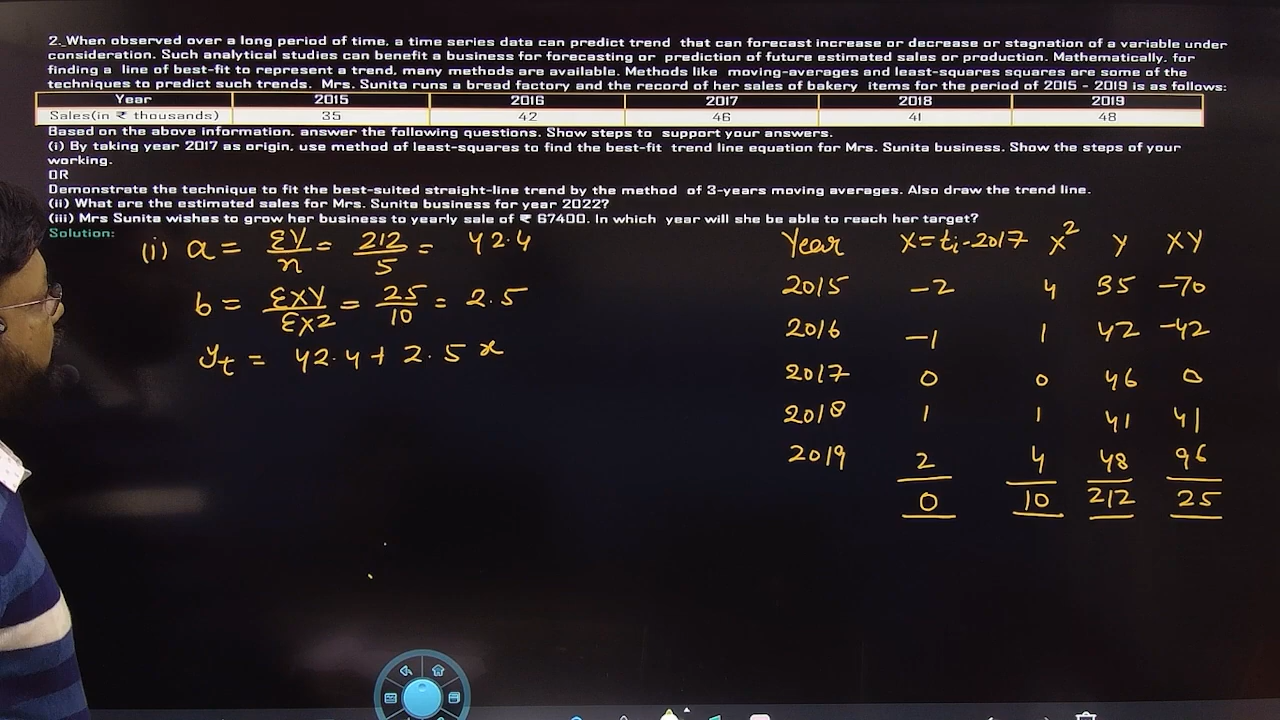 2. When observed over a long period of time, a time series data can predict trend that can forecast increase or decrease or stagnation of a variable under
consideration. Such analytical studies can benefit a business for forecasting or prediction of future estimated sales or production. Mathematically, for
finding a line of best-fit to represent a trend, many methods are available. Methods like moving-averages and least-squares squares are some of the
techniques to predict such trends. Mrs. Sunita runs a bread factory and the record of her sales of bakery items for the period of 2015 - 2019 is as follows:
Year 2015 2016 2017 2018 2019
Sales(in ₹ thousands) 35 42 46 41 48
Based on the above information, answer the following questions. Show steps to support your answers.
(i) By taking year 2017 as origin, use method of least-squares to find the best-fit trend line equation for Mrs. Sunita business. Show the steps of your
working.
OR
Demonstrate the technique to fit the best-suited straight-line trend by the method of 3-years moving averages. Also draw the trend line.
(ii) What are the estimated sales for Mrs. Sunita business for year 2022?
(iii) Mrs Sunita wishes to grow her business to yearly sale of ₹ 67400. In which year will she be able to reach her target?
Solution:
(i) a = ΣY/n = 212/5 = 42.4
b = ΣXY/ΣX2 = 25/10 = 2.5
yt = 42.4 + 2.5 x
Year X = ti - 2017 X² Y XY
2015 -2 4 35 -70
2016 -1 1 42 -42
2017 0 0 46 0
2018 1 1 41 41
2019 2 4 48 96
0 10 212 25